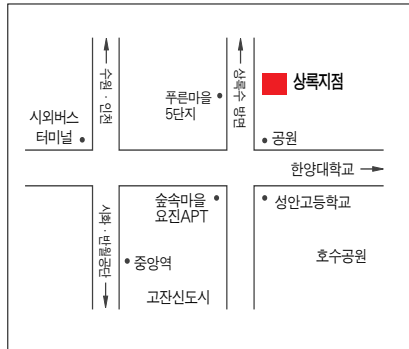 상록지점
수원 · 인천
상록수 방면
푸른마을
5단지
시외버스
터미널
공원
한양대학교
숲속마을
요진APT
성안고등학교
시화 · 반월공단
중앙역
호수공원
고잔신도시